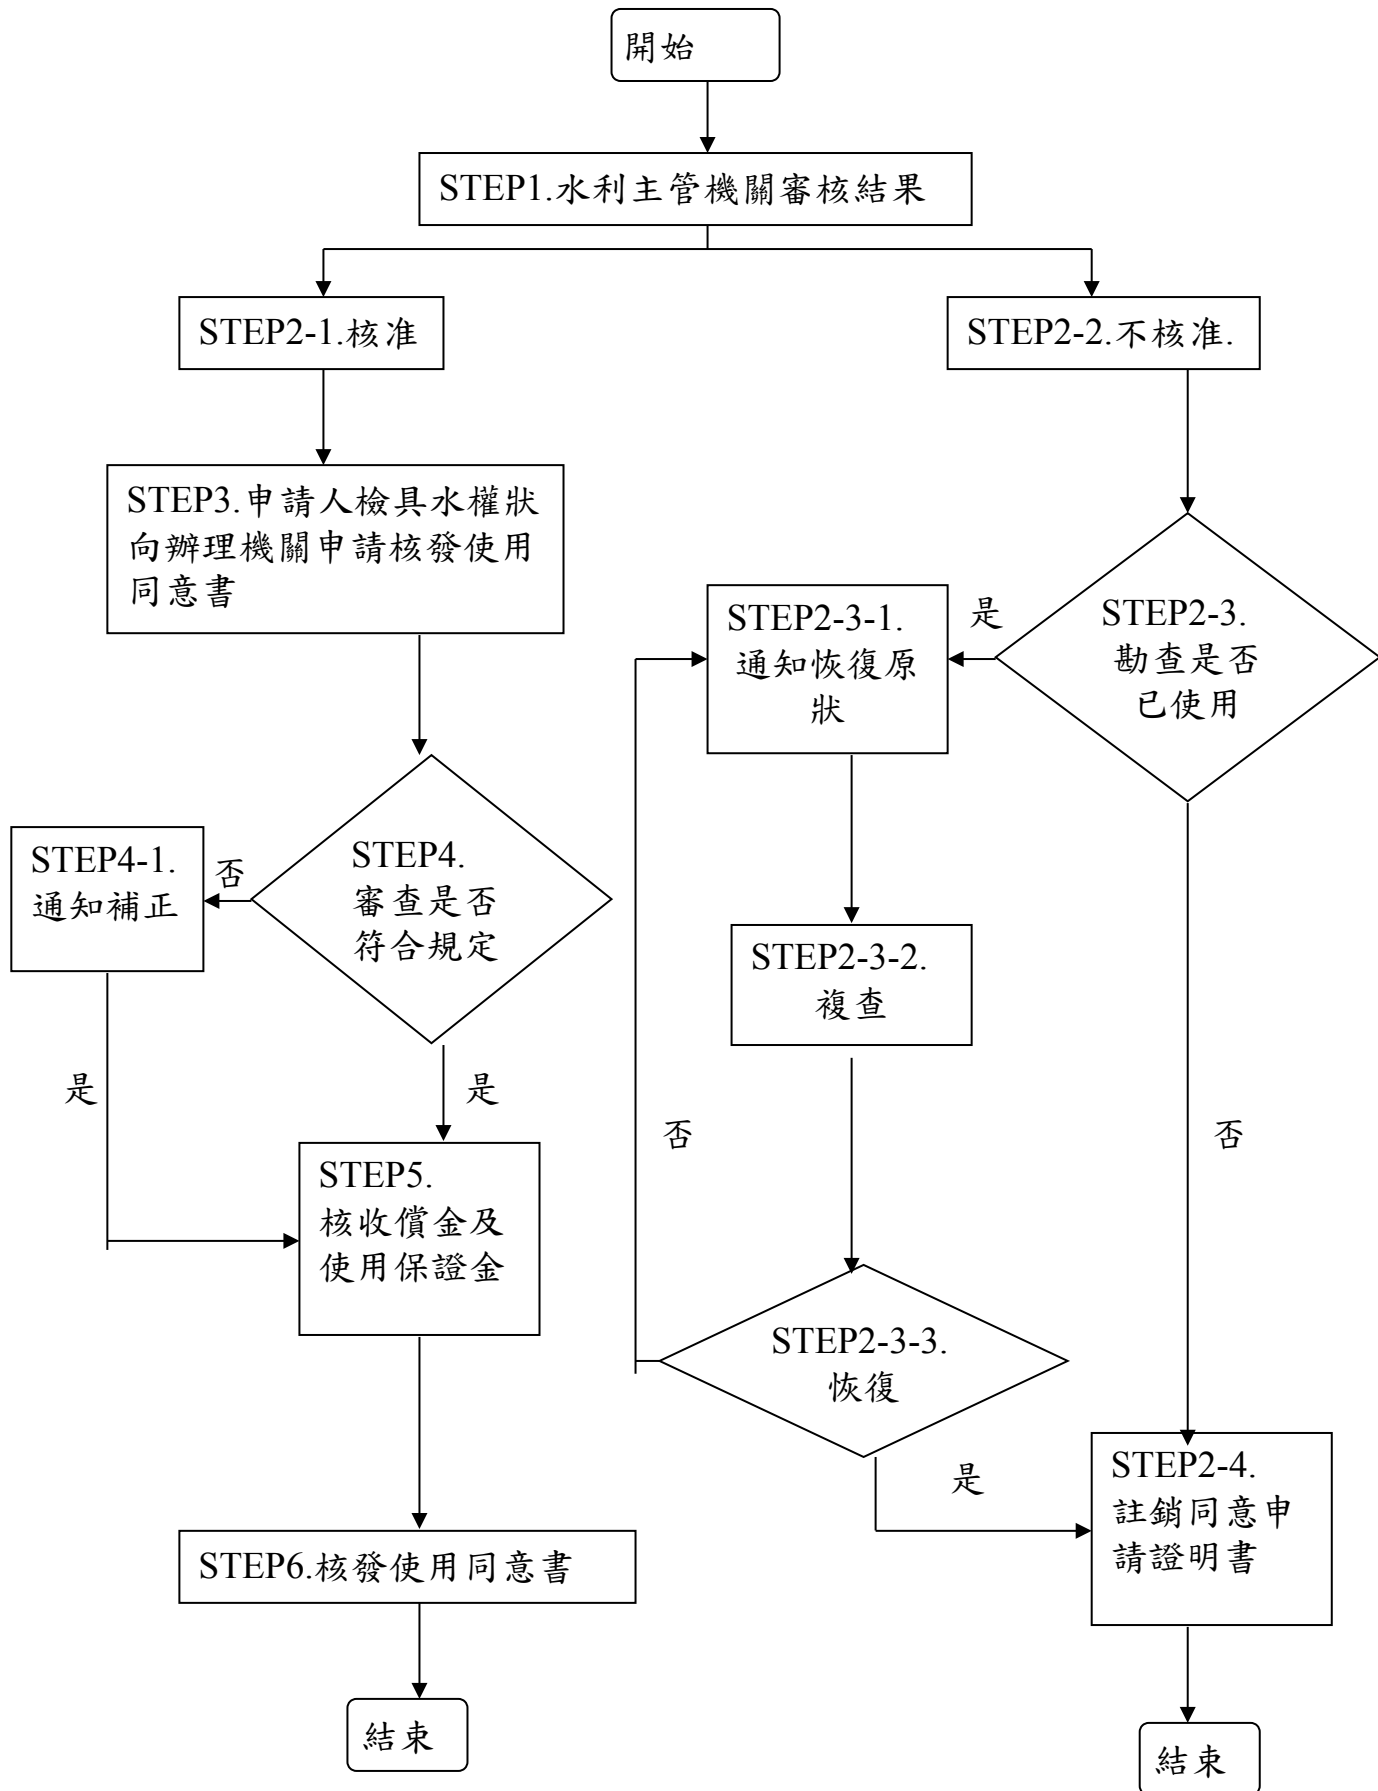 開始
STEP1.水利主管機關審核結果
STEP2-1.核准
STEP2-2.不核准.
STEP3.申請人檢具水權狀
向辦理機關申請核發使用
同意書
STEP2-3.
勘查是否
已使用
是
STEP2-3-1.
通知恢復原
狀
STEP4.
審查是否
符合規定
否
STEP4-1.
通知補正
STEP2-3-2.
複查
是
是
否
否
STEP5.
核收償金及
使用保證金
STEP2-3-3.
恢復
是
STEP2-4.
註銷同意申
請證明書
STEP6.核發使用同意書
結束
結束